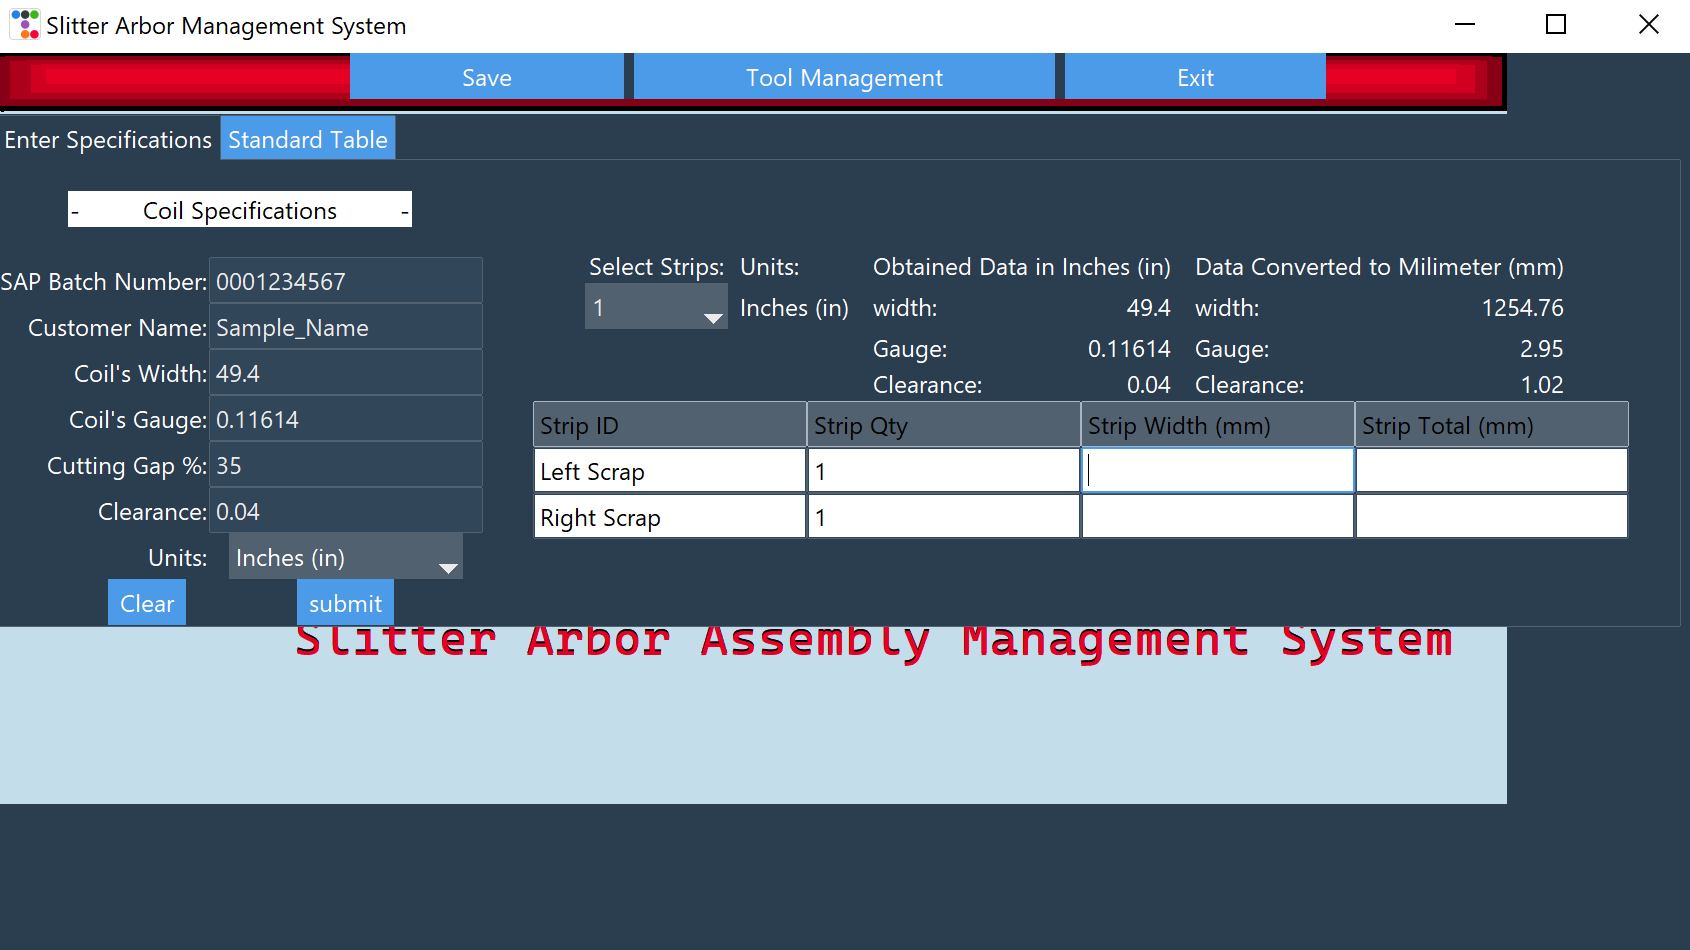 Slitter Arbor Management System
Save Tool Management Exit
Enter Specifications Standard Table
- Coil Specifications -
SAP Batch Number: 0001234567
Customer Name: Sample_Name
Coil's Width: 49.4
Coil's Gauge: 0.11614
Cutting Gap %: 35
Clearance: 0.04
Units: Inches (in)
Clear submit
Select Strips: Units: Obtained Data in Inches (in) Data Converted to Milimeter (mm)
1 Inches (in) width: 49.4 width: 1254.76
Gauge: 0.11614 Gauge: 2.95
Clearance: 0.04 Clearance: 1.02
Strip ID Strip Qty Strip Width (mm) Strip Total (mm)
Left Scrap 1
Right Scrap 1
Slitter Arbor Assembly Management System